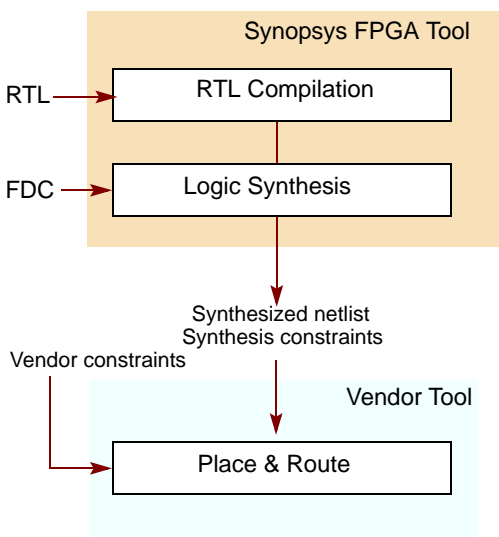 Synopsys FPGA Tool
RTL
RTL Compilation
FDC
Logic Synthesis
Synthesized netlist
Synthesis constraints
Vendor constraints
Vendor Tool
Place & Route